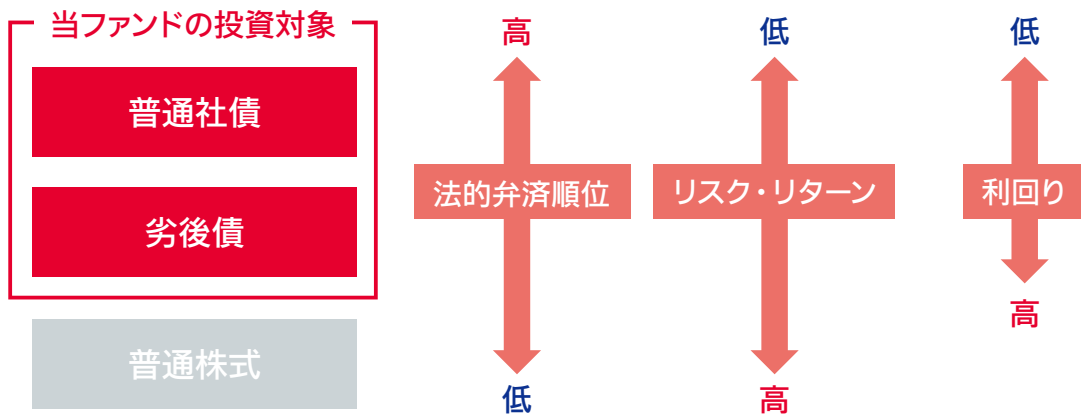 当ファンドの投資対象
普通社債
劣後債
普通株式
高
法的弁済順位
低
低
リスク・リターン
高
低
利回り
高